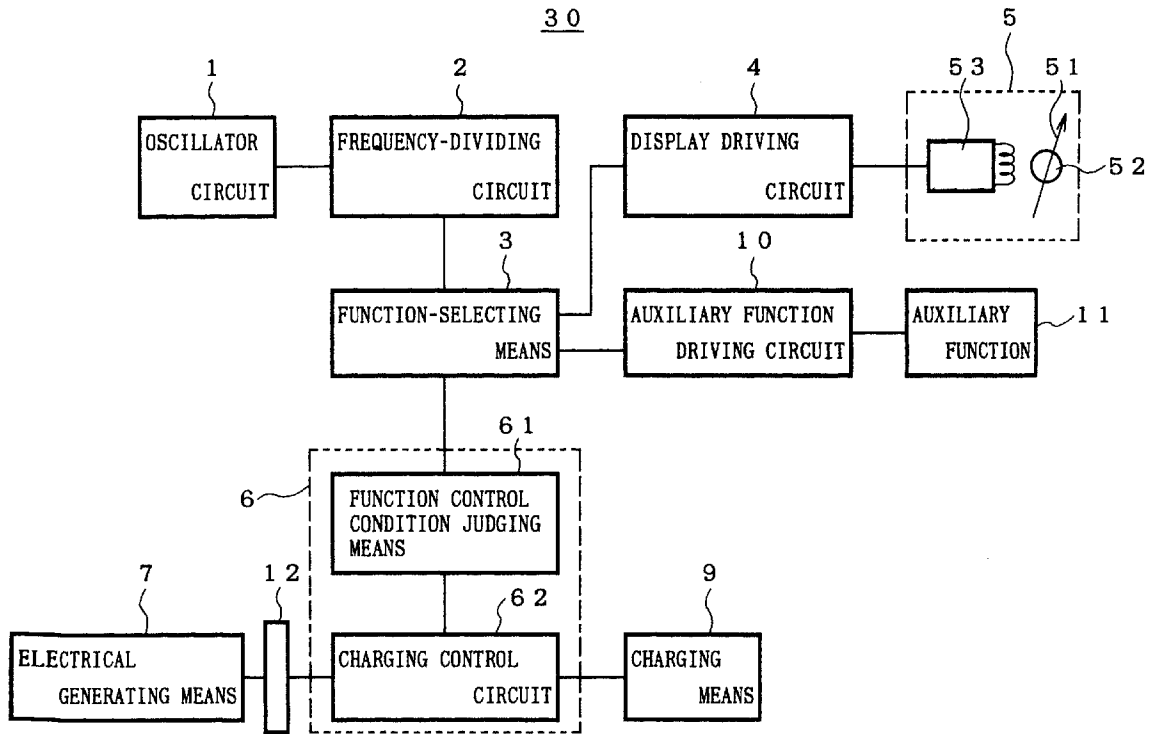 30
1
2
4
5
53
51
52
OSCILLATOR
CIRCUIT
FREQUENCY-DIVIDING
CIRCUIT
DISPLAY DRIVING
CIRCUIT
3
10
11
FUNCTION-SELECTING
MEANS
AUXILIARY FUNCTION
DRIVING CIRCUIT
AUXILIARY
FUNCTION
6
61
FUNCTION CONTROL
CONDITION JUDGING
MEANS
7
12
62
9
ELECTRICAL
GENERATING MEANS
CHARGING CONTROL
CIRCUIT
CHARGING
MEANS